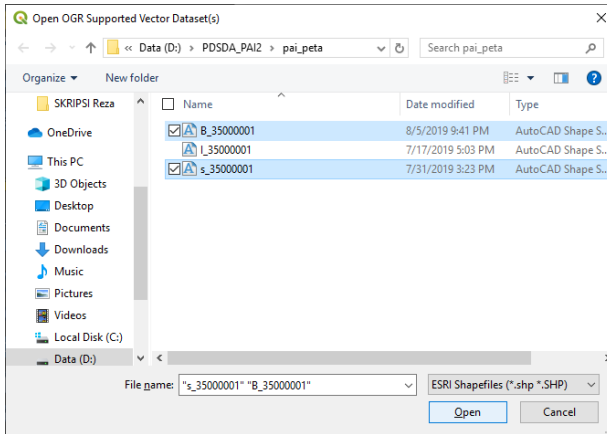 Open OGR Supported Vector Dataset(s)
« Data (D:) › PDSDA_PAI2 › pai_peta
Search pai_peta
Organize
New folder
SKRIPSI Reza
OneDrive
This PC
3D Objects
Desktop
Documents
Downloads
Music
Pictures
Videos
Local Disk (C:)
Data (D:)
Name Date modified Type
B_35000001 8/5/2019 9:41 PM AutoCAD Shape S..
l_35000001 7/17/2019 5:03 PM AutoCAD Shape S..
s_35000001 7/31/2019 3:23 PM AutoCAD Shape S..
File name: "s_35000001" "B_35000001"
ESRI Shapefiles (*.shp *.SHP)
Open Cancel